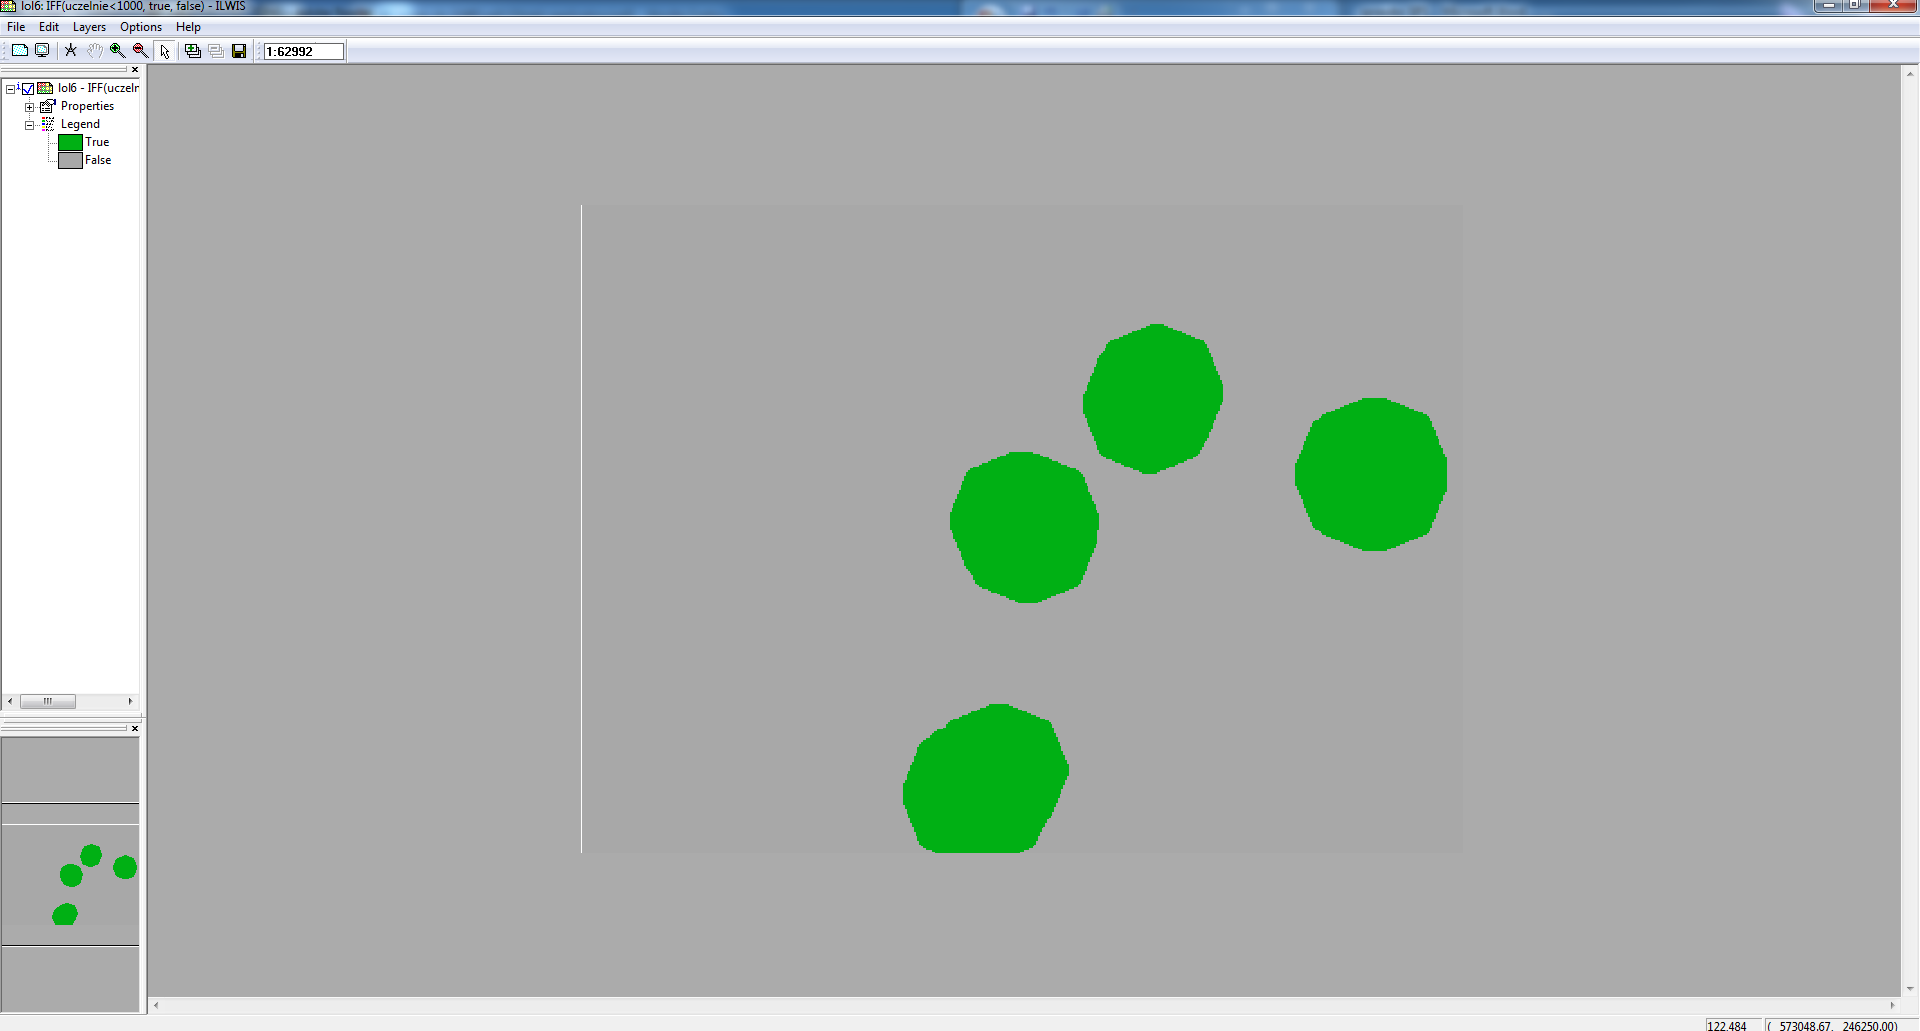 lol6: IFF(uczelnie<1000, true, false) - ILWIS
File Edit Layers Options Help
1:62992
lol6 - IFF(uczeln
Properties
Legend
True
False
122,484 ( 573048.67, 246250.00)